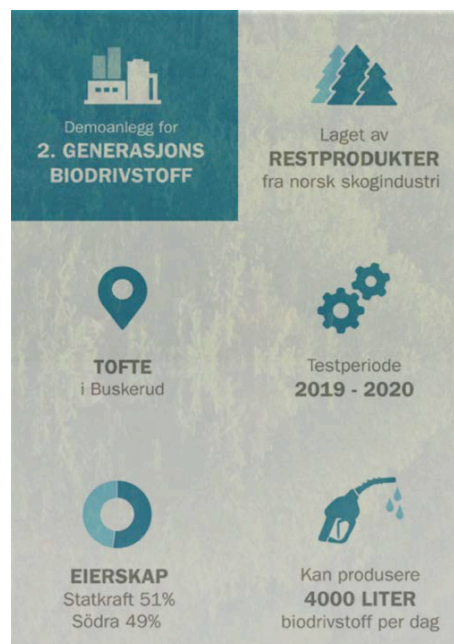 Demoanlegg for
2. GENERASJONS
BIODRIVSTOFF
Laget av
RESTPRODUKTER
fra norsk skogindustri
TOFTE
i Buskerud
Testperiode
2019 - 2020
EIERSKAP
Statkraft 51%
Södra 49%
Kan produsere
4000 LITER
biodrivstoff per dag